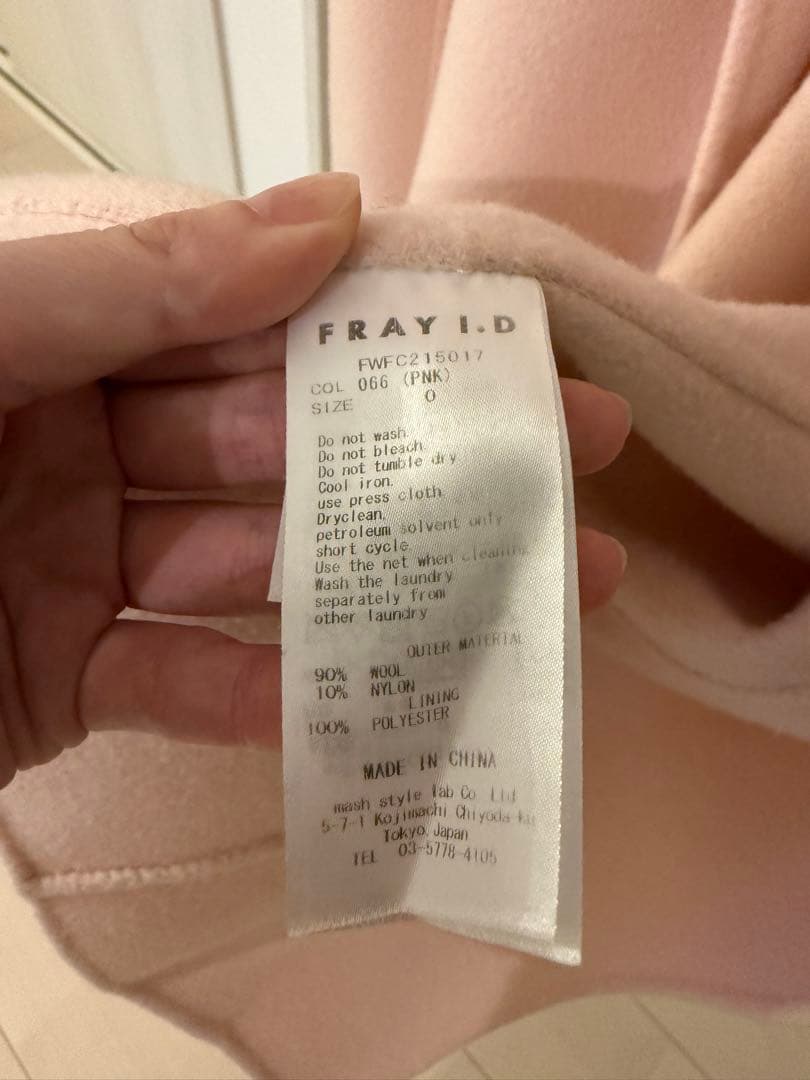 FRAY I.D
FWFC215017
COL 066 (PNK)
SIZE 0
Do not wash.
Do not bleach.
Do not tumble dry
Cool iron.
use press cloth.
Dryclean,
petroleum solvent only
short cycle
Use the net when cleaning
Wash the laundry
separately from
other laundry
OUTER MATERIAL
90% WOOL
10% NYLON
LINING
100% POLYESTER
MADE IN CHINA
mash style lab Co. Ltd
5-7-1 Kojimachi Chiyoda-ku
Tokyo, Japan
TEL 03-5778-4105